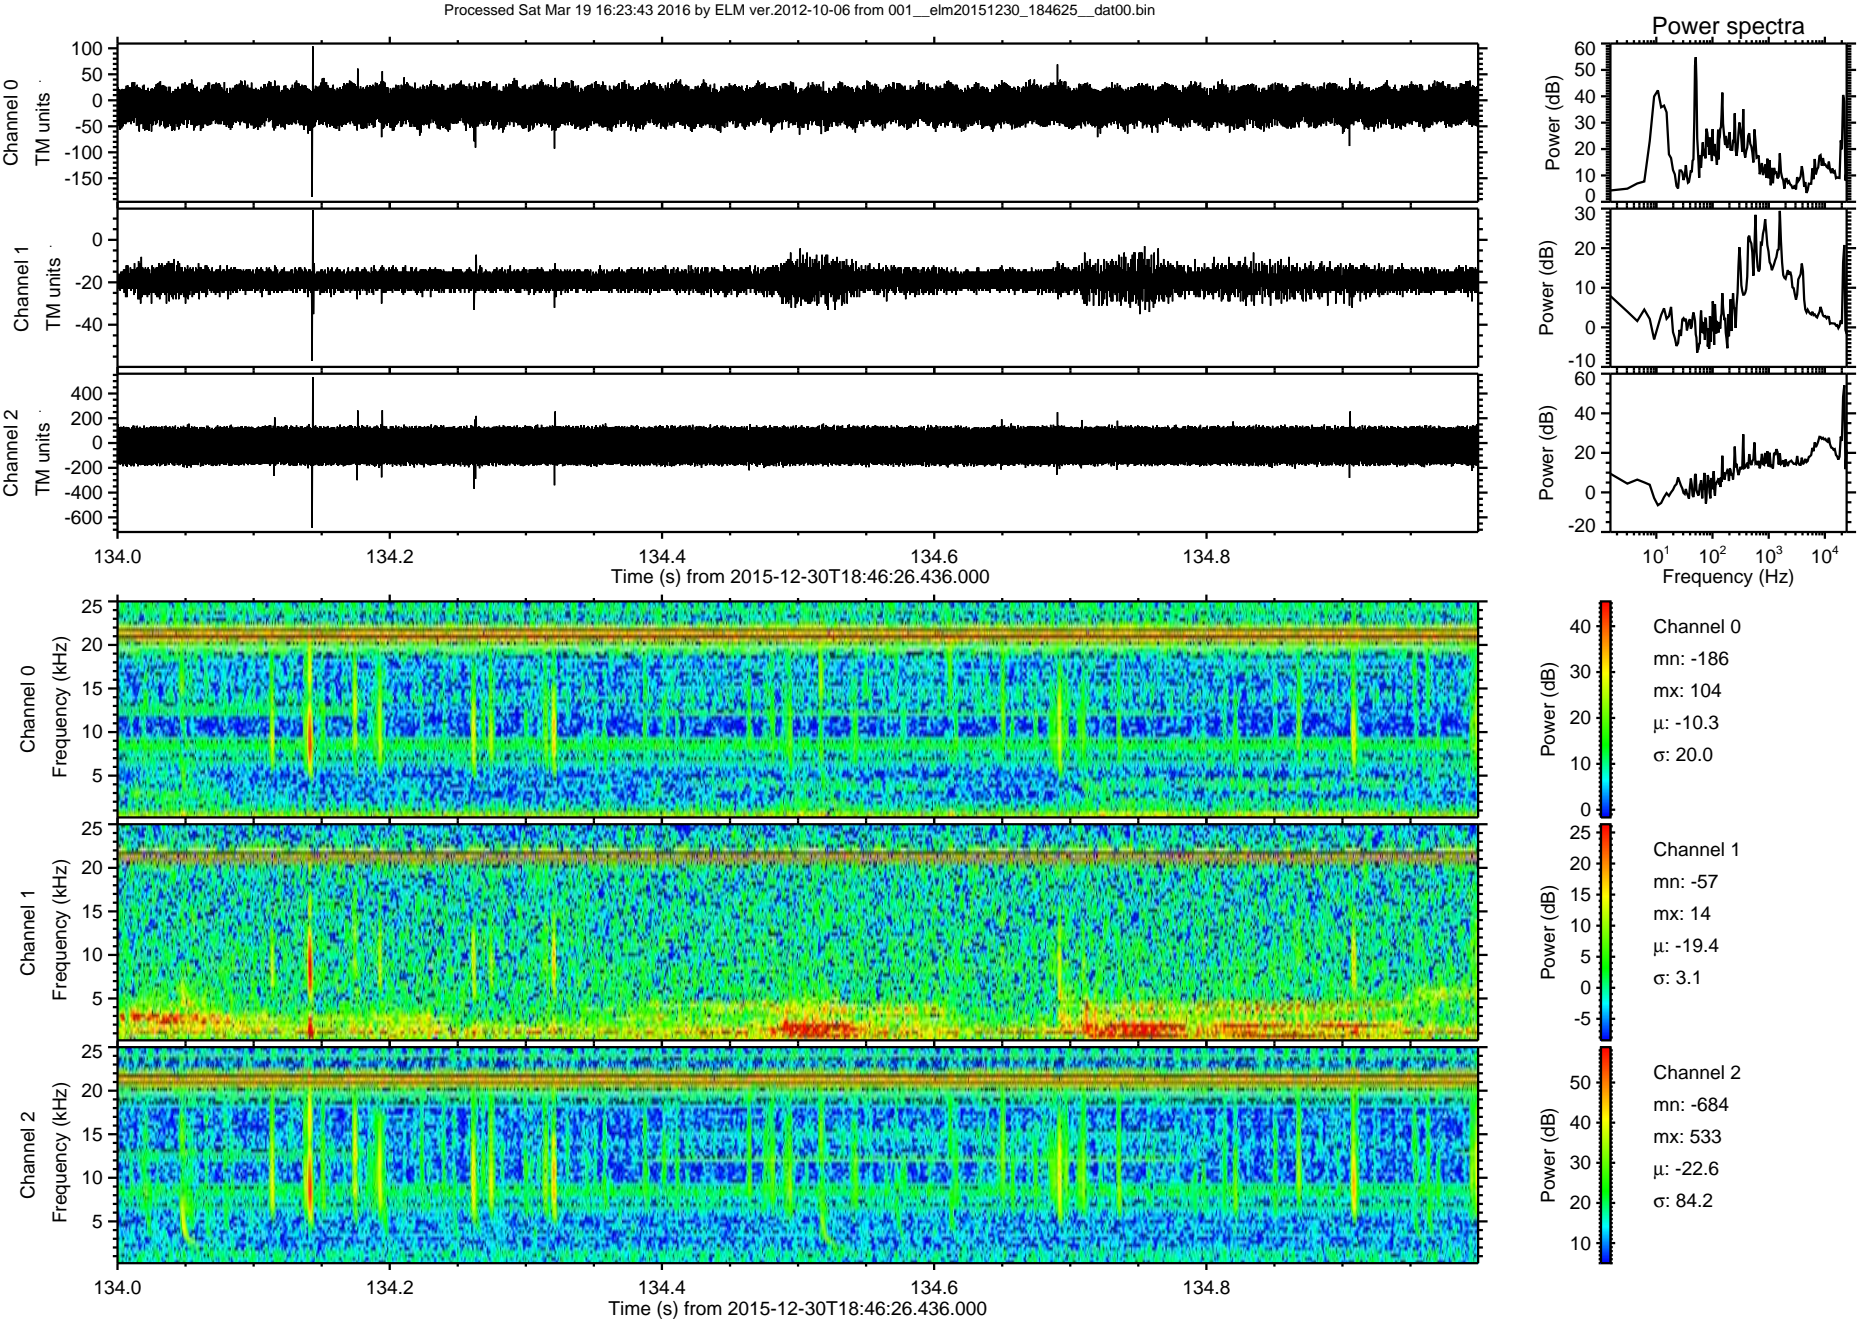 Processed Sat Mar 19 16:23:43 2016 by ELM ver.2012-10-06 from 001__elm20151230_184625__dat00.bin
Power spectra
Channel 0
TM units
100
50
0
-50
-100
-150
Power (dB)
60
50
40
30
20
10
0
Channel 1
TM units
0
-20
-40
Power (dB)
30
20
10
0
-10
Channel 2
TM units
400
200
0
-200
-400
-600
Power (dB)
60
40
20
0
-20
134.0 134.2 134.4 134.6 134.8
Time (s) from 2015-12-30T18:46:26.436.000
10^1 10^2 10^3 10^4
Frequency (Hz)
Channel 0
Frequency (kHz)
25
20
15
10
5
Power (dB)
40
30
20
10
0
Channel 0
mn: -186
mx: 104
μ: -10.3
σ: 20.0
Channel 1
Frequency (kHz)
25
20
15
10
5
Power (dB)
25
20
15
10
5
0
-5
Channel 1
mn: -57
mx: 14
μ: -19.4
σ: 3.1
Channel 2
Frequency (kHz)
25
20
15
10
5
Power (dB)
50
40
30
20
10
Channel 2
mn: -684
mx: 533
μ: -22.6
σ: 84.2
134.0 134.2 134.4 134.6 134.8
Time (s) from 2015-12-30T18:46:26.436.000